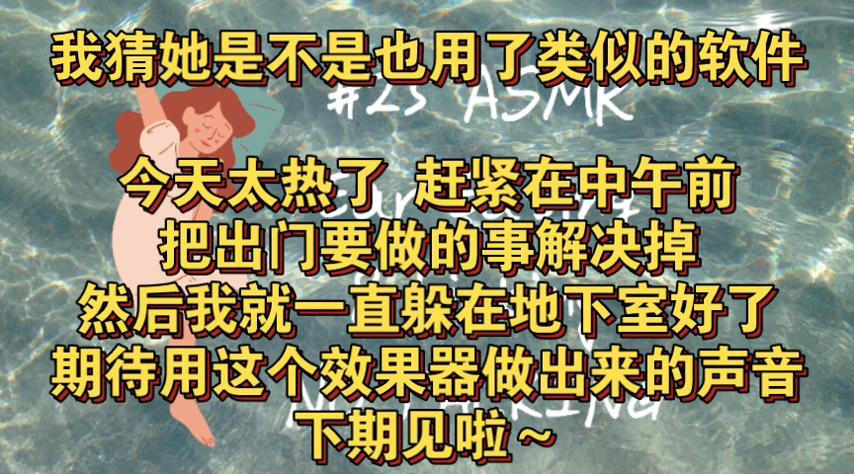 我猜她是不是也用了类似的软件
#23 ASMR
今天太热了 赶紧在中午前
把出门要做的事解决掉
然后我就一直躲在地下室好了
期待用这个效果器做出来的声音
下期见啦～